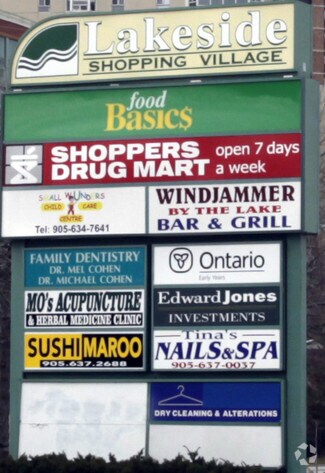 Lakeside
SHOPPING VILLAGE
food
Basics
SHOPPERS open 7 days
DRUG MART a week
SMALL WUNDERS
CHILD CARE
CENTRE
Tel: 905-634-7641
WINDJAMMER
BY THE LAKE
BAR & GRILL
FAMILY DENTISTRY
DR. MEL COHEN
DR. MICHAEL COHEN
Ontario
Early Years
MO's ACUPUNCTURE
& HERBAL MEDICINE CLINIC
Edward Jones
INVESTMENTS
SUSHI MAROO
905.637.2688
Tina's
NAILS & SPA
905-637-0037
DRY CLEANING & ALTERATIONS